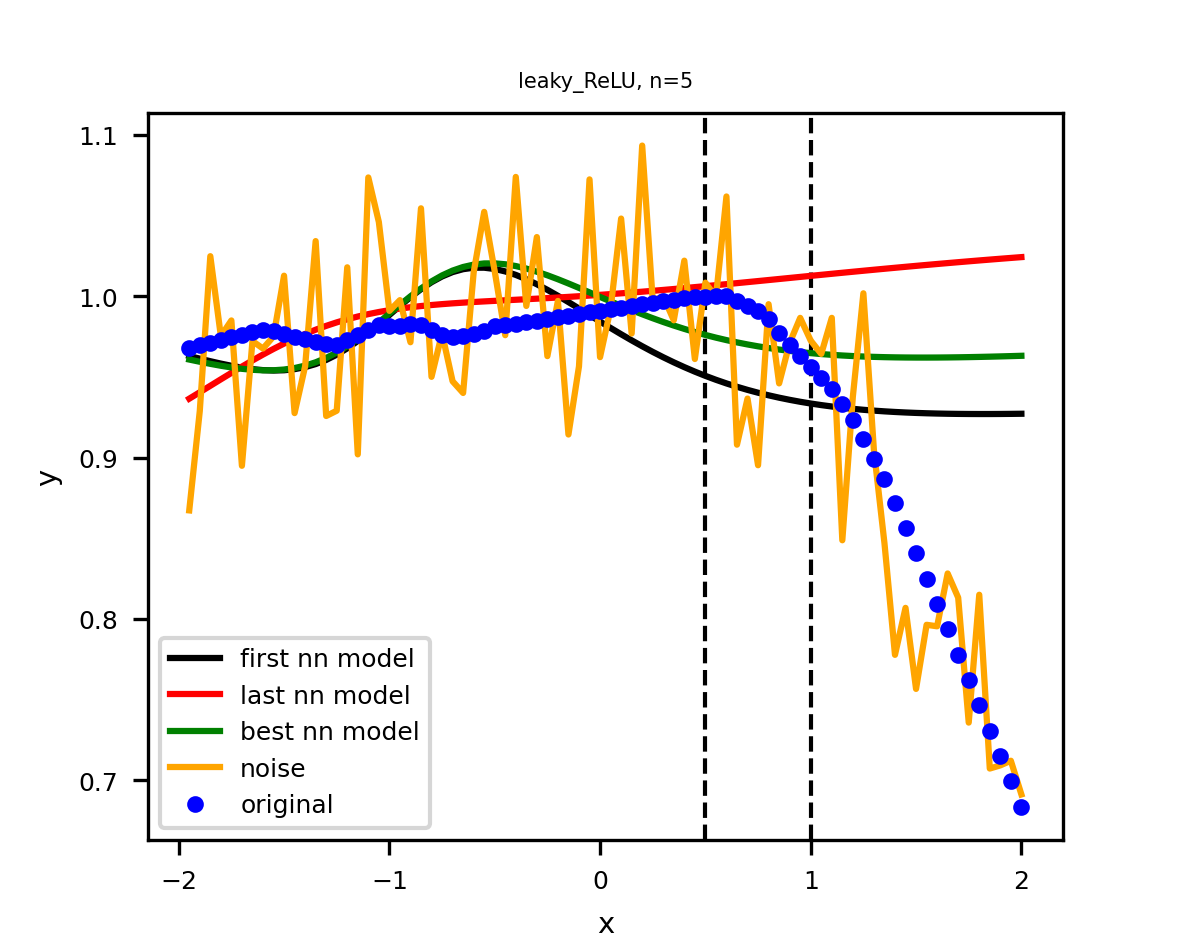 leaky_ReLU, n=5
1.1
1.0
0.9
0.8
0.7
y
first nn model
last nn model
best nn model
noise
original
−2
−1
0
1
2
x